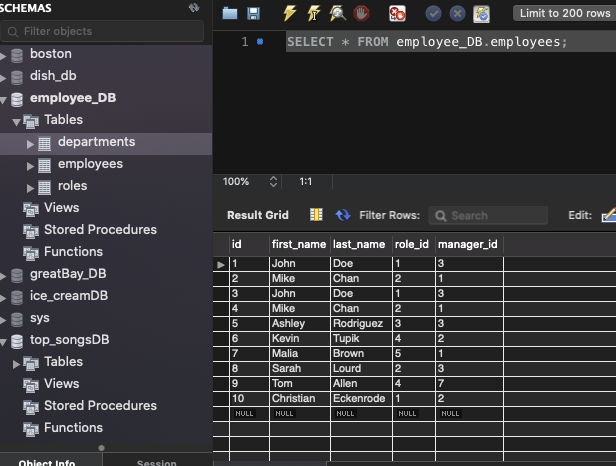 SCHEMAS
Filter objects
boston
dish_db
employee_DB
Tables
departments
employees
roles
Views
Stored Procedures
Functions
greatBay_DB
ice_creamDB
sys
top_songsDB
Tables
Views
Stored Procedures
Functions
Object Info Session
Limit to 200 rows
1 SELECT * FROM employee_DB.employees;
100% 1:1
Result Grid Filter Rows: Search Edit:
id first_name last_name role_id manager_id
1 John Doe 1 3
2 Mike Chan 2 1
3 John Doe 1 3
4 Mike Chan 2 1
5 Ashley Rodriguez 3 3
6 Kevin Tupik 4 2
7 Malia Brown 5 1
8 Sarah Lourd 2 3
9 Tom Allen 4 7
10 Christian Eckenrode 1 2
NULL NULL NULL NULL NULL